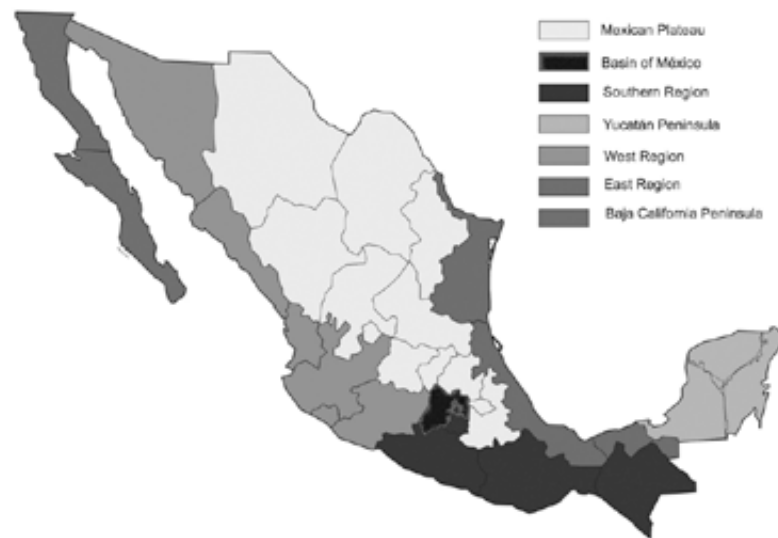 Mexican Plateau
Basin of México
Southern Region
Yucatán Peninsula
West Region
East Region
Baja California Peninsula